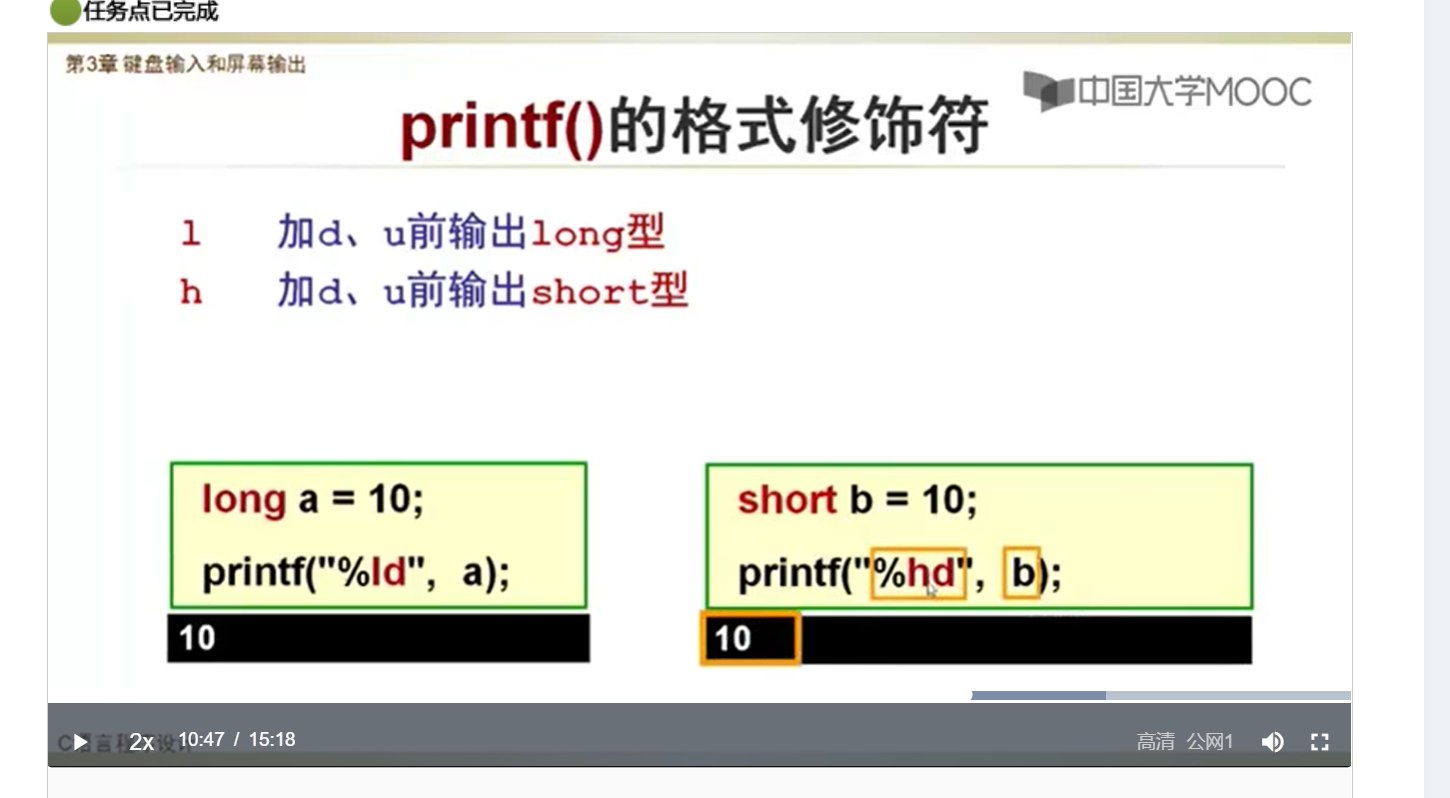 任务点已完成
第3章 键盘输入和屏幕输出
中国大学MOOC
printf()的格式修饰符
l 加d、u前输出long型
h 加d、u前输出short型
long a = 10;
printf("%ld", a);
10
short b = 10;
printf("%hd", b);
10
C语言程序设计
2x 10:47 / 15:18
高清 公网1